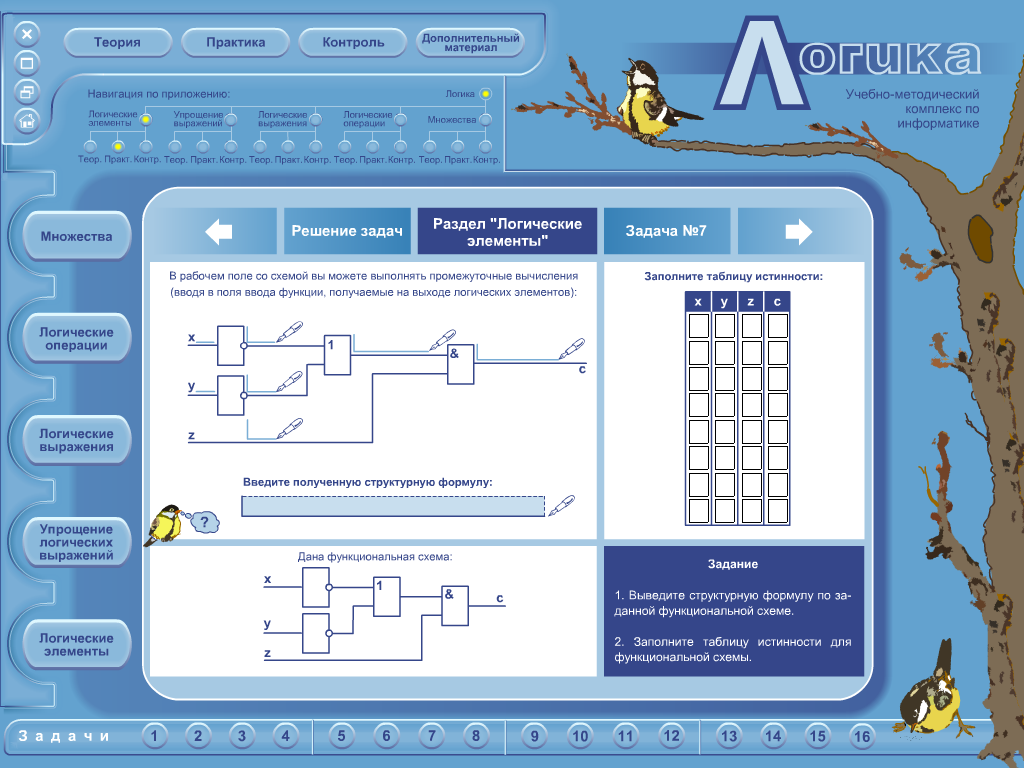 Теория
Практика
Контроль
Дополнительный
материал
Логика
Учебно-методический
комплекс по
информатике
Навигация по приложению:
Логика
Логические
элементы
Упрощение
выражений
Логические
выражения
Логические
операции
Множества
Теор. Практ. Контр. Теор. Практ. Контр. Теор. Практ. Контр. Теор. Практ. Контр. Теор. Практ. Контр.
Множества
Логические
операции
Логические
выражения
Упрощение
логических
выражений
Логические
элементы
Решение задач
Раздел "Логические
элементы"
Задача №7
В рабочем поле со схемой вы можете выполнять промежуточные вычисления
(вводя в поля ввода функции, получаемые на выходе логических элементов):
x
1
&
c
y
z
Введите полученную структурную формулу:
?
Заполните таблицу истинности:
x y z c
Дана функциональная схема:
x
1
&
c
y
z
Задание
1. Выведите структурную формулу по за-
данной функциональной схеме.
2. Заполните таблицу истинности для
функциональной схемы.
Задачи 1 2 3 4 5 6 7 8 9 10 11 12 13 14 15 16